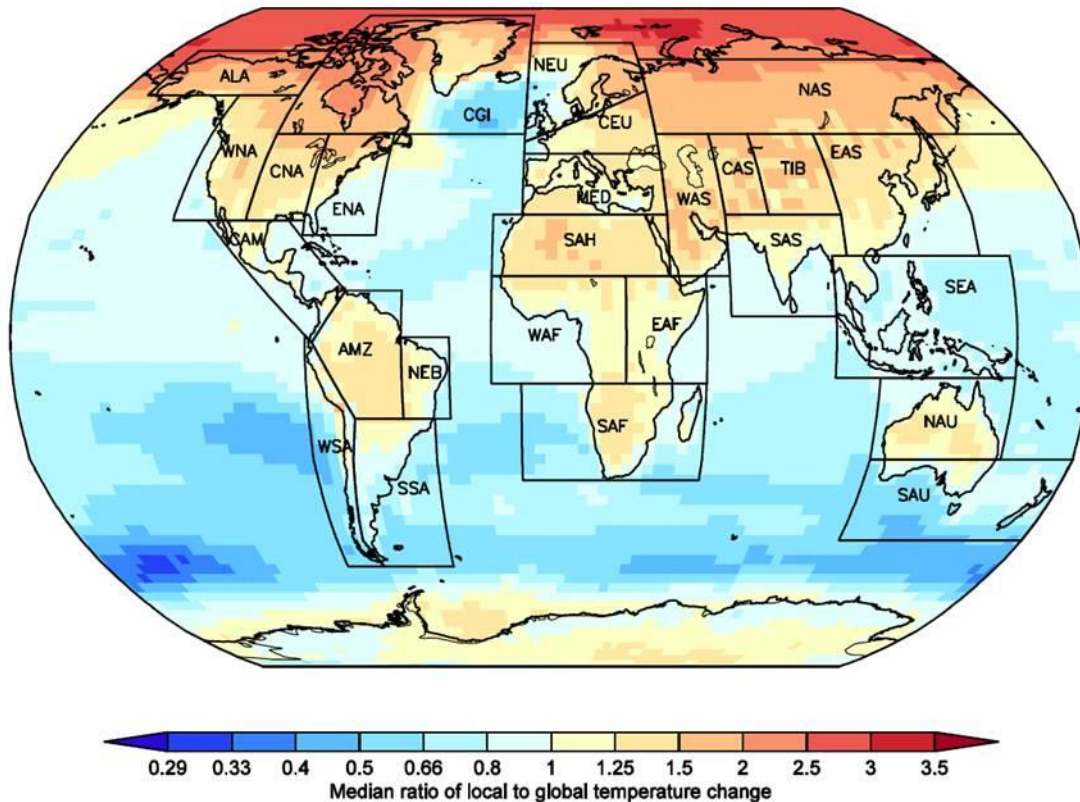 NEU
ALA
NAS
CGI
CEU
WNA
EAS
CNA
CAS
TIB
ENA
MED
WAS
CAM
SAH
SAS
SEA
WAF
EAF
AMZ
NEB
SAF
NAU
WSA
SSA
SAU
0.29 0.33 0.4 0.5 0.66 0.8 1 1.25 1.5 2 2.5 3 3.5
Median ratio of local to global temperature change